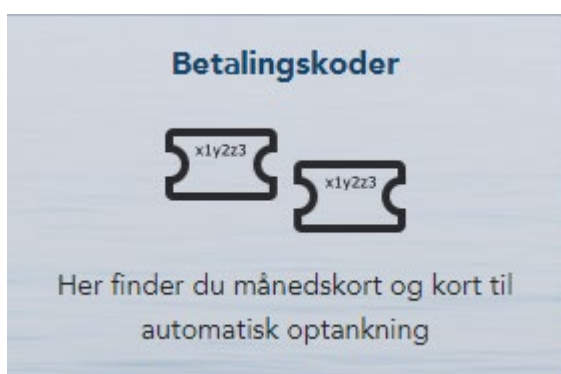 Betalingskoder
x1y2z3
x1y2z3
Her finder du månedskort og kort til
automatisk optankning